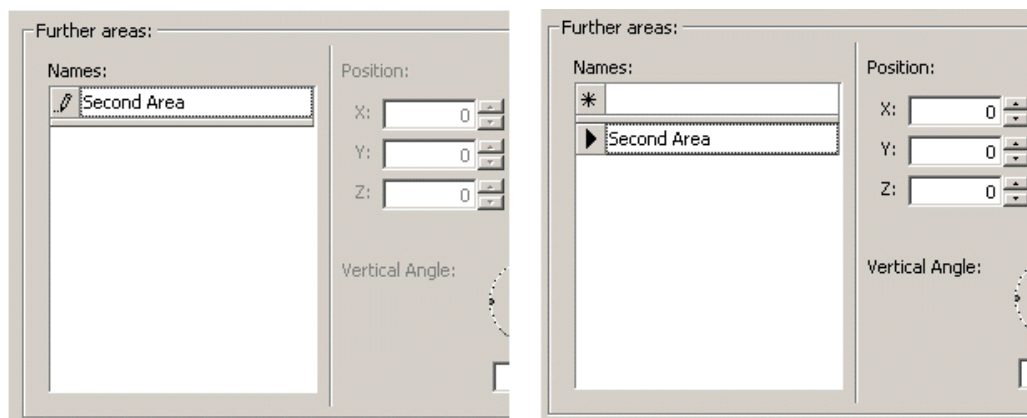 Further areas:
Names:
Second Area
Position:
X: 0
Y: 0
Z: 0
Vertical Angle:
Further areas:
Names:
Second Area
Position:
X: 0
Y: 0
Z: 0
Vertical Angle: